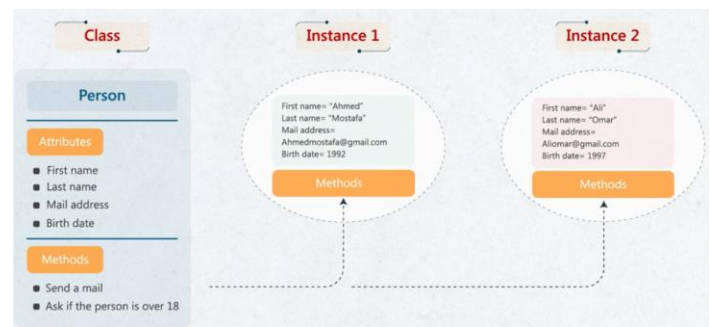 Class
Person
Attributes
First name
Last name
Mail address
Birth date
Methods
Send a mail
Ask if the person is over 18
Instance 1
First name= "Ahmed"
Last name= "Mostafa"
Mail address=
Ahmedmostafa@gmail.com
Birth date= 1992
Methods
Instance 2
First name= "Ali"
Last name= "Omar"
Mail address=
Aliomar@gmail.com
Birth date= 1997
Methods